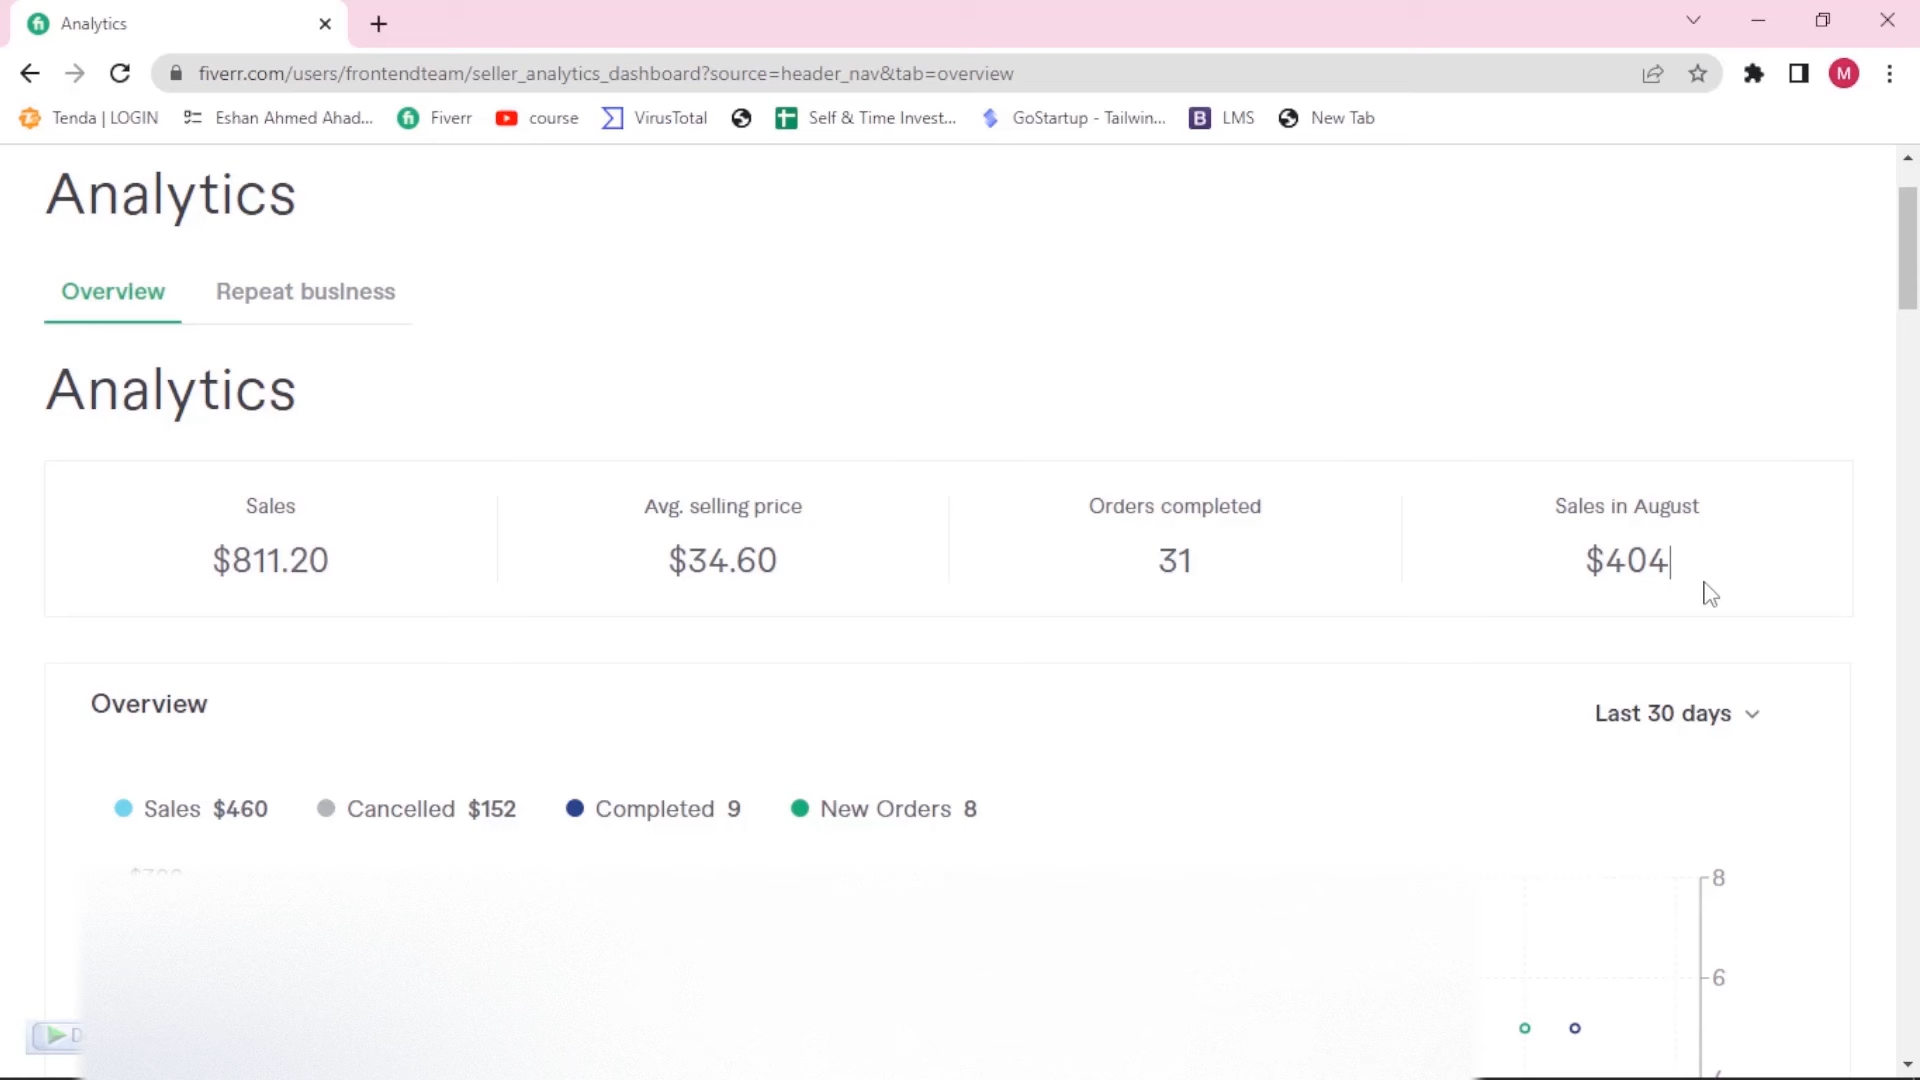 Analytics
fiverr.com/users/frontendteam/seller_analytics_dashboard?source=header_nav&tab=overview
M
Tenda | LOGIN Eshan Ahmed Ahad... Fiverr course VirusTotal Self & Time Invest... GoStartup - Tailwin... B LMS New Tab
Analytics
Overview Repeat business
Analytics
Sales Avg. selling price Orders completed Sales in August
$811.20 $34.60 31 $404
Overview
Last 30 days
Sales $460 Cancelled $152 Completed 9 New Orders 8
8
6